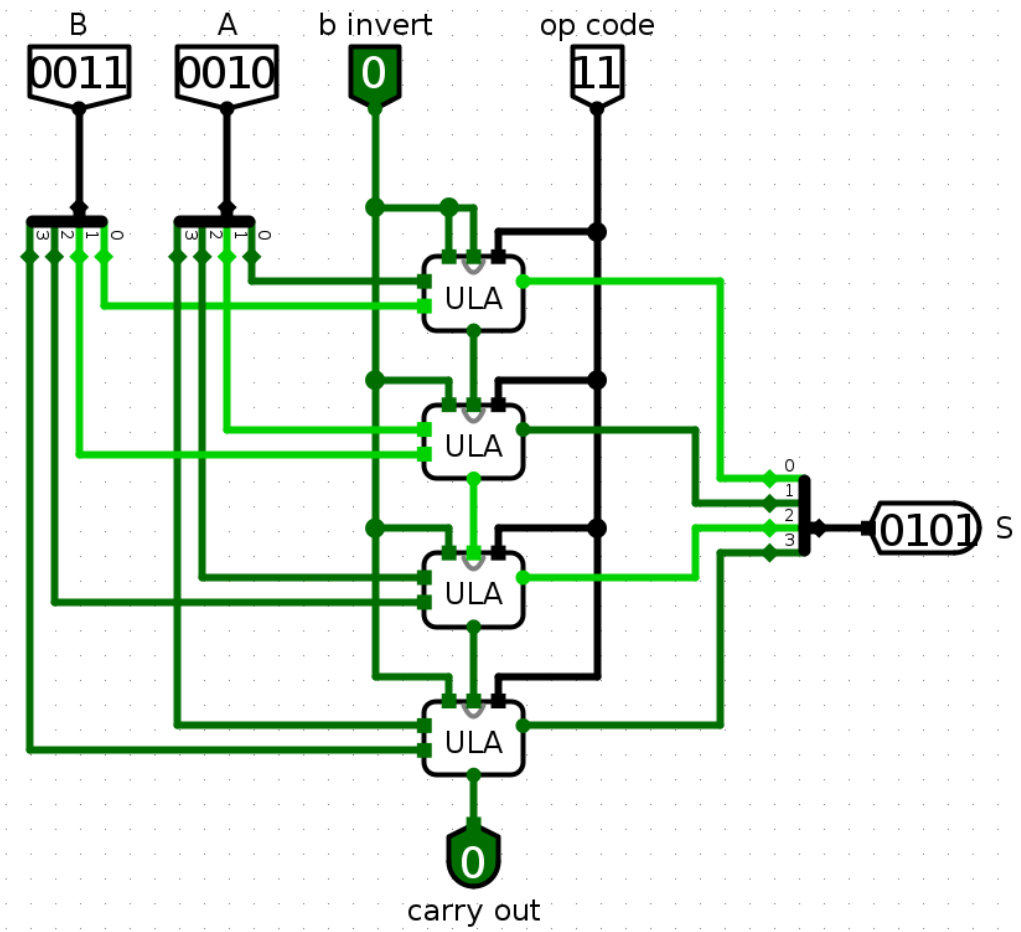 B A b invert op code
0011 0010 0 11
3 2 1 0 3 2 1 0
ULA
ULA
0
1
2
3
0101 S
ULA
ULA
0
carry out